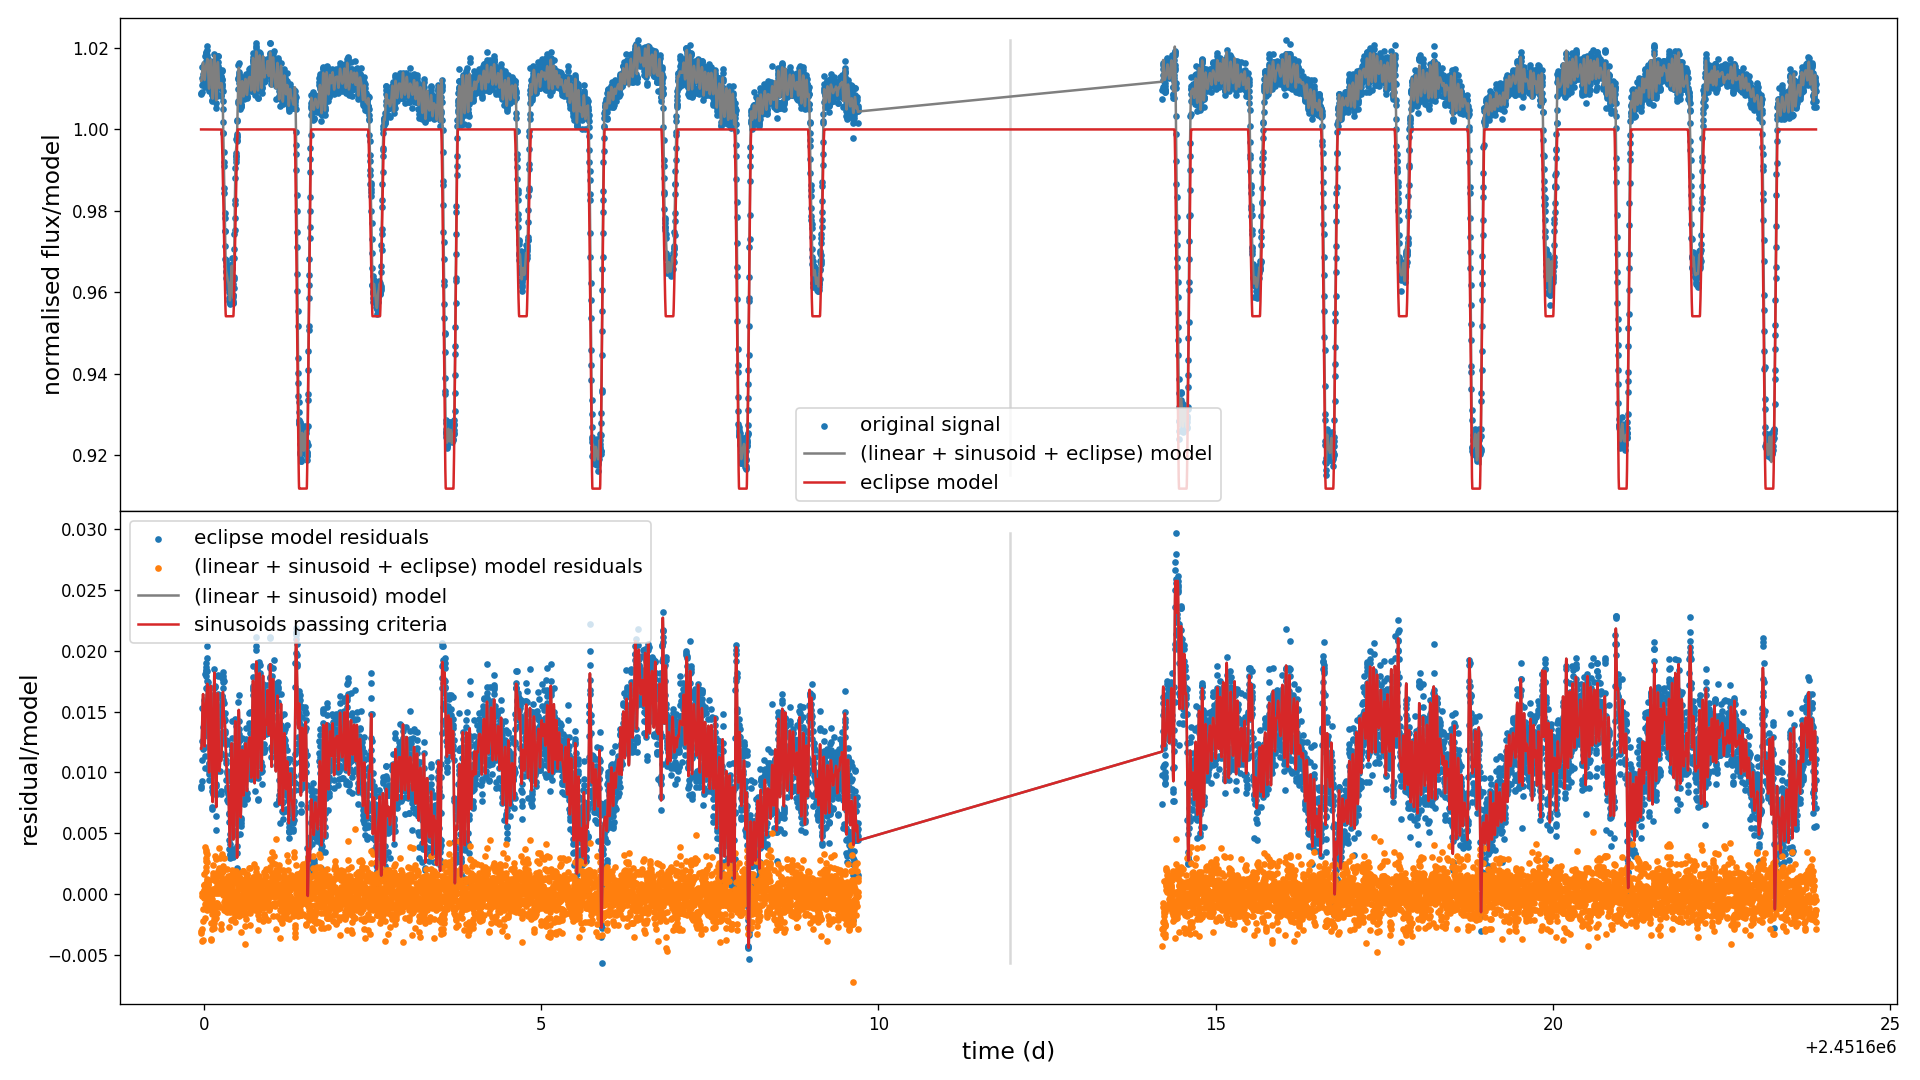 1.02
1.00
0.98
0.96
0.94
0.92
normalised flux/model
original signal
(linear + sinusoid + eclipse) model
eclipse model
0.030
0.025
0.020
0.015
0.010
0.005
0.000
−0.005
residual/model
eclipse model residuals
(linear + sinusoid + eclipse) model residuals
(linear + sinusoid) model
sinusoids passing criteria
0
5
10
15
20
25
time (d)
+2.4516e6